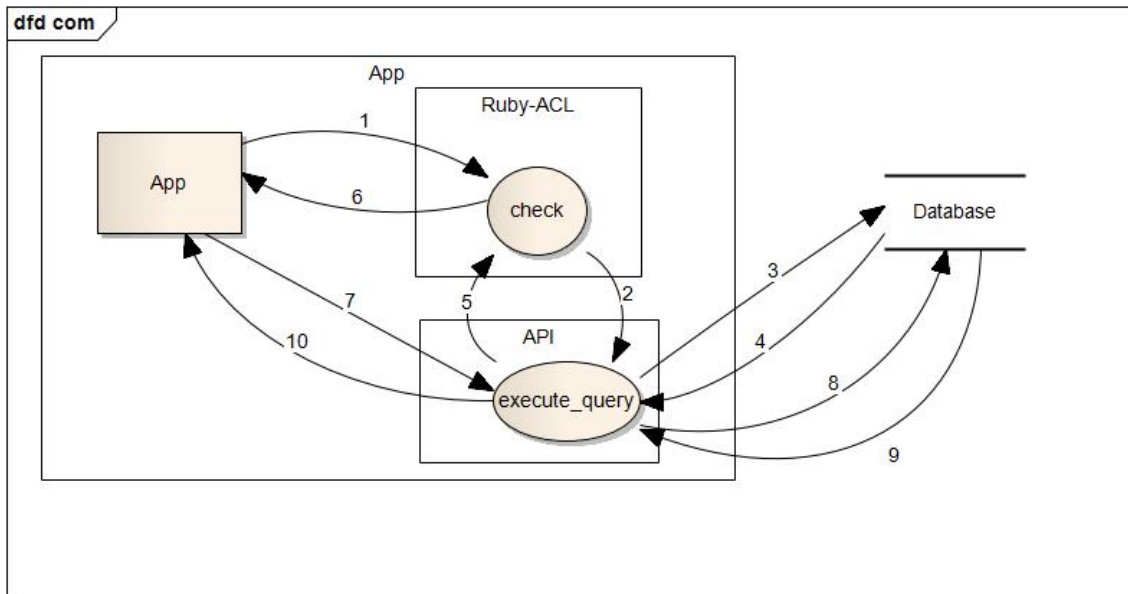 dfd com
App
Ruby-ACL
1
App
6
check
Database
3
5
2
7
4
API
10
8
execute_query
9